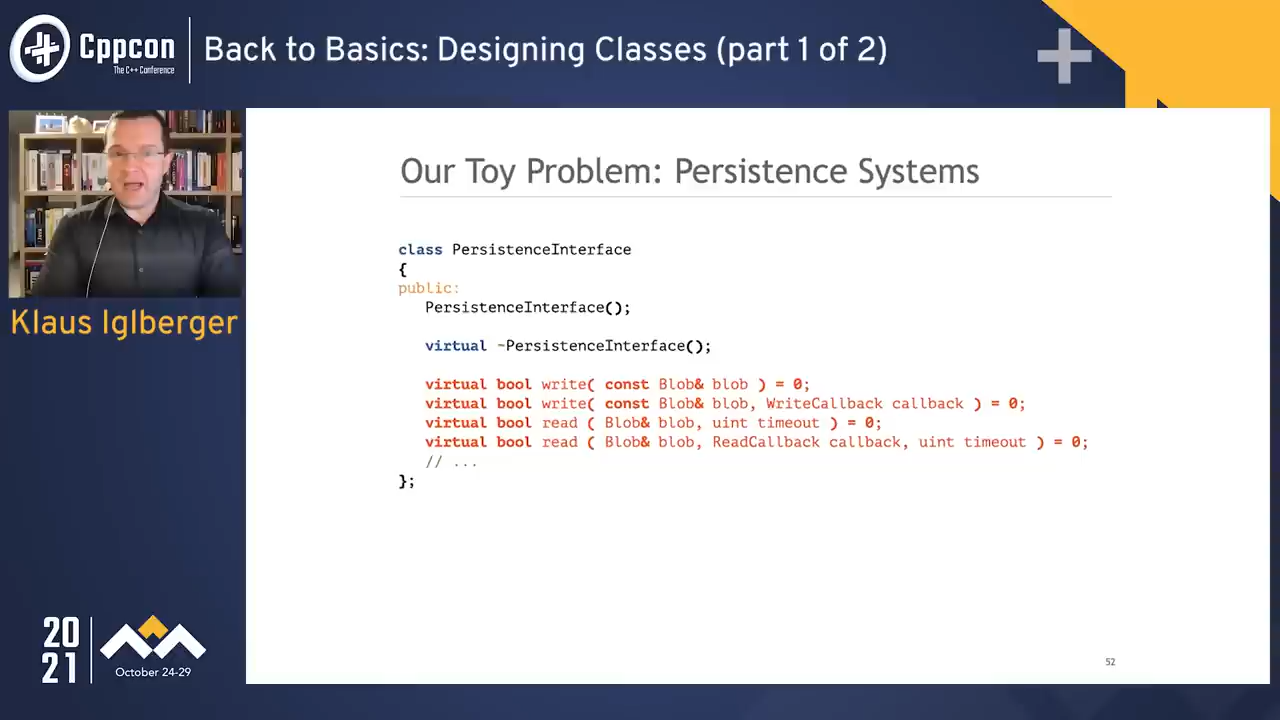 Cppcon
The C++ Conference
Back to Basics: Designing Classes (part 1 of 2)
Klaus Iglberger
Our Toy Problem: Persistence Systems
class PersistenceInterface
{
public:
PersistenceInterface();
virtual ~PersistenceInterface();
virtual bool write( const Blob& blob ) = 0;
virtual bool write( const Blob& blob, WriteCallback callback ) = 0;
virtual bool read ( Blob& blob, uint timeout ) = 0;
virtual bool read ( Blob& blob, ReadCallback callback, uint timeout ) = 0;
// ...
};
52
20
21
October 24-29